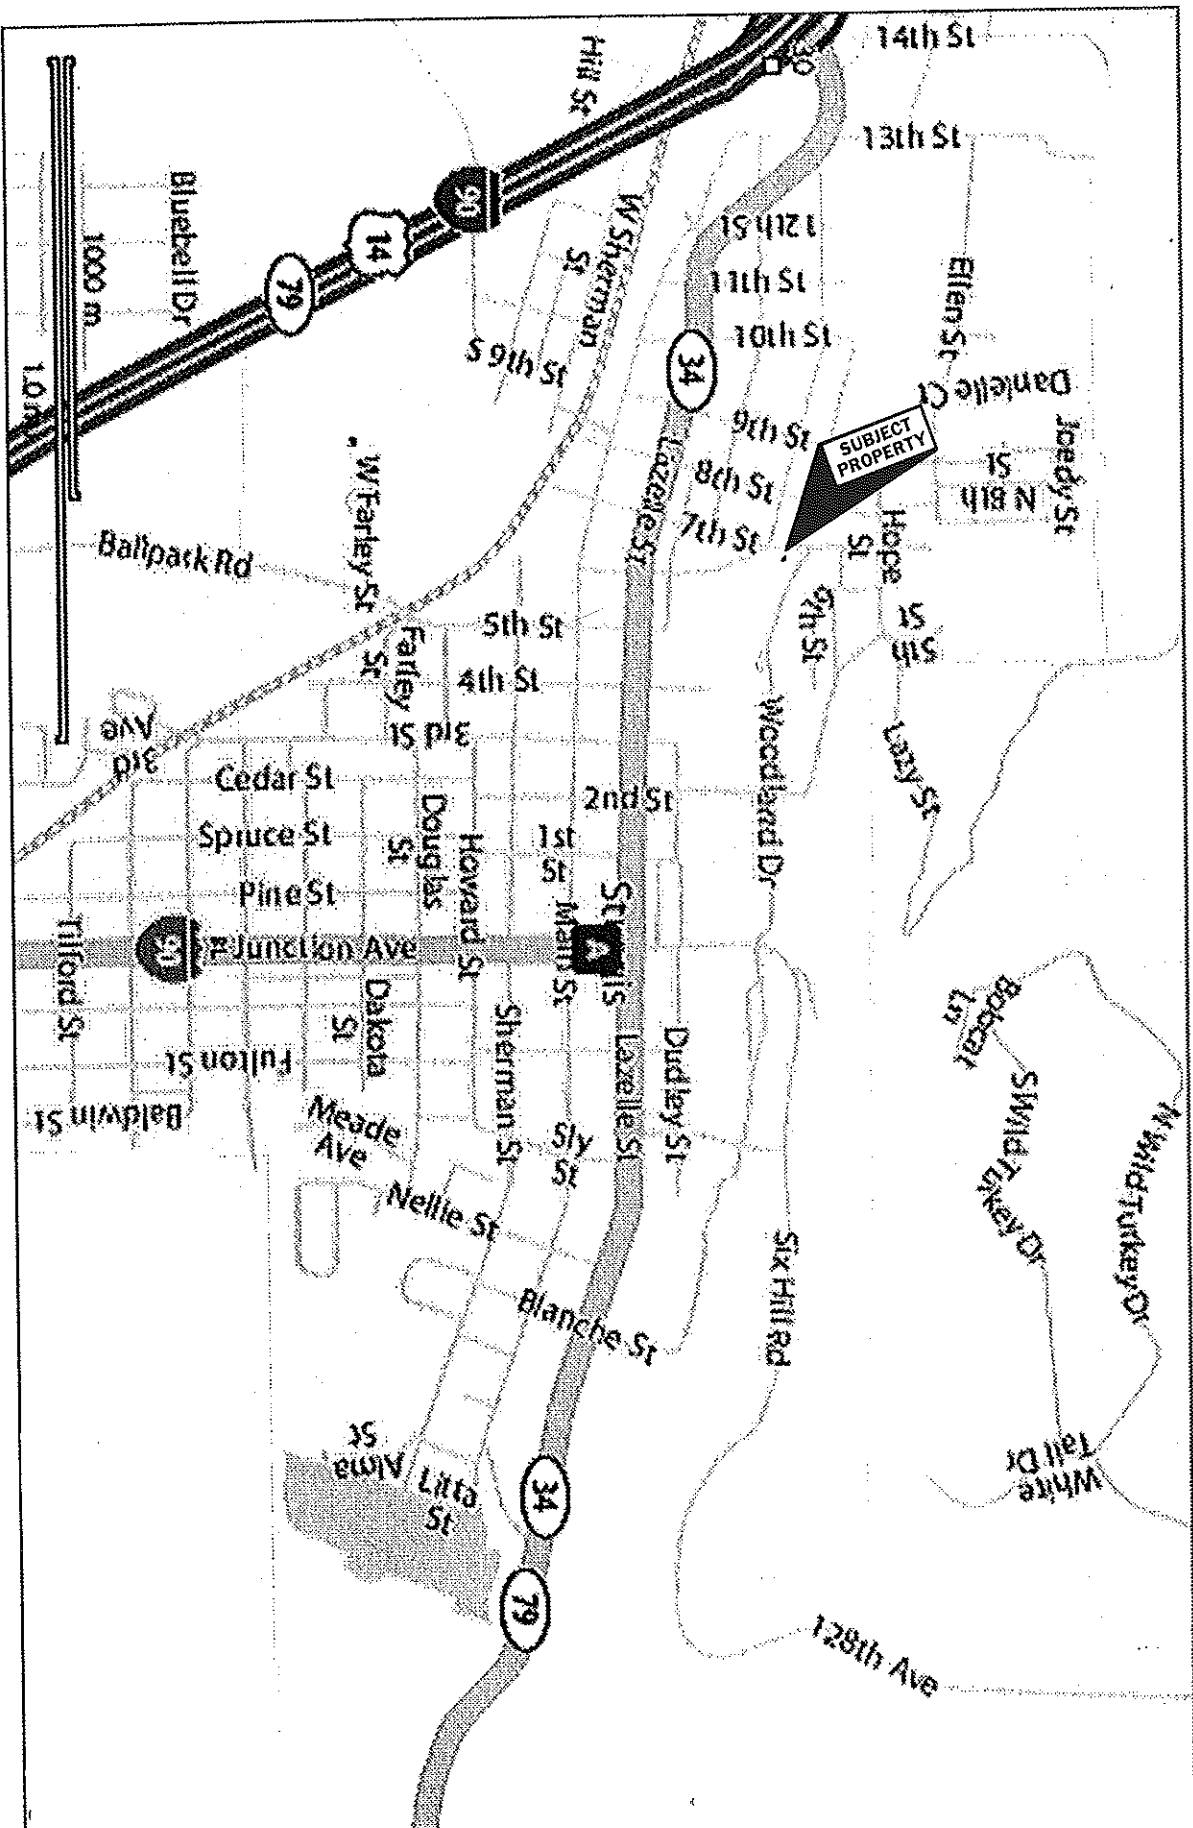 14th St
30
13th St
Hill St
12th St
11th St
10th St
W Sherman
St
Ellen St
90
14
79
34
Bluebell Dr
1000 m
S 9th St
Danielle Ct
Joedy St
9th St
8th St
7th St
SUBJECT
PROPERTY
N 8th
St
Lazelle St
Hope
St
W Farley St
Ballpark Rd
6th St
5th
St
5th St
4th St
Farley
St
3rd St
3rd
Ave
Cedar St
2nd St
Woodland Dr
Lazy St
Spruce St
Douglas
St
Howard St
1st
St
Pine St
Junction Ave
90
Main St
A
Sturgis
Tilford St
Dakota
St
Fulton St
Baldwin St
Sherman St
Lazelle St
Dudley St
Bobcat
Ln
S Wild Turkey Dr
N Wild Turkey Dr
Meade
Ave
Sly
St
Nellie St
Blanche St
Six Hill Rd
White
Tail Dr
Alma
St
Litta
St
34
79
128th Ave